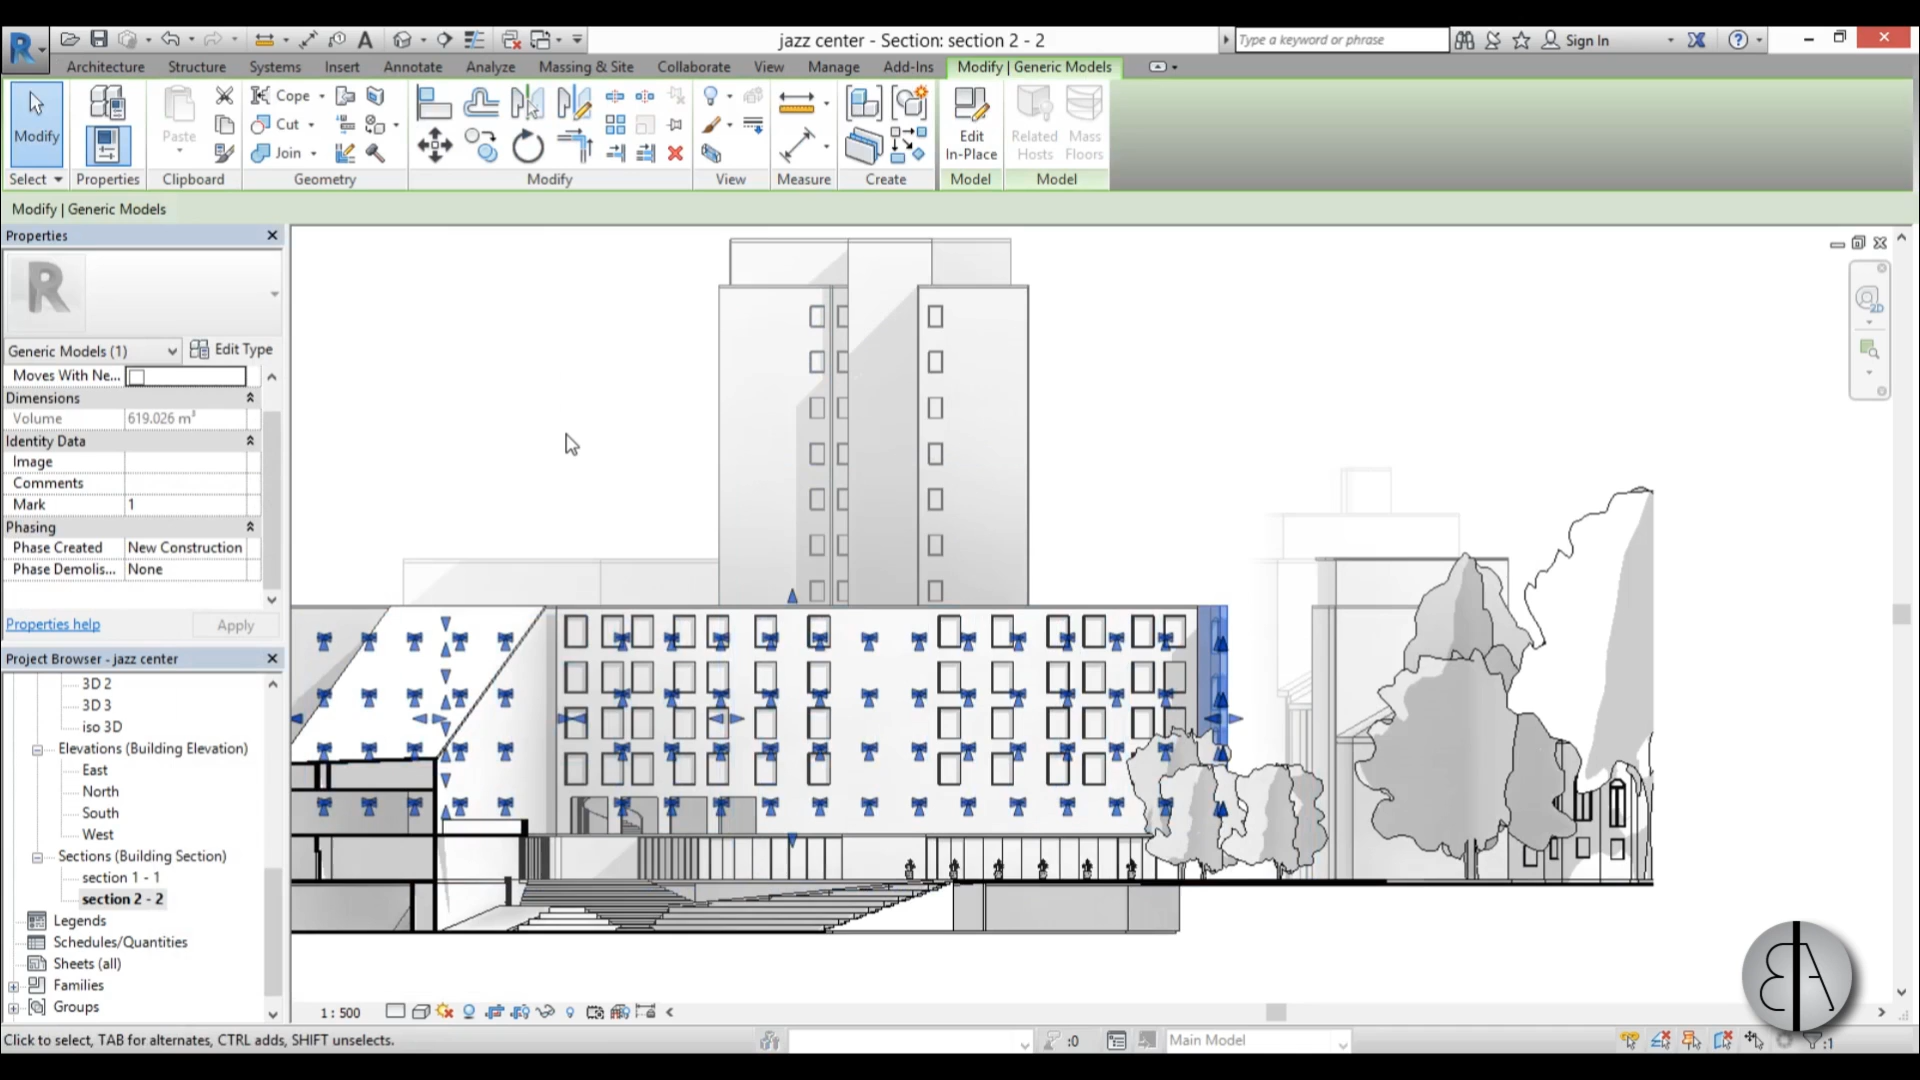 R
jazz center - Section: section 2 - 2
Type a keyword or phrase
Sign In
Architecture Structure Systems Insert Annotate Analyze Massing & Site Collaborate View Manage Add-Ins Modify | Generic Models
Modify
Paste
Cope
Cut
Join
Edit
In-Place
Related
Hosts
Mass
Floors
Select Properties Clipboard Geometry Modify View Measure Create Model Model
Modify | Generic Models
Properties
R
Generic Models (1) Edit Type
Moves With Ne...
Dimensions
Volume 619.026 m³
Identity Data
Image
Comments
Mark 1
Phasing
Phase Created New Construction
Phase Demolis... None
Properties help Apply
Project Browser - jazz center
3D 2
3D 3
iso 3D
Elevations (Building Elevation)
East
North
South
West
Sections (Building Section)
section 1 - 1
section 2 - 2
Legends
Schedules/Quantities
Sheets (all)
Families
Groups
2D
1 : 500
Click to select, TAB for alternates, CTRL adds, SHIFT unselects.
:0
Main Model
:1
BA